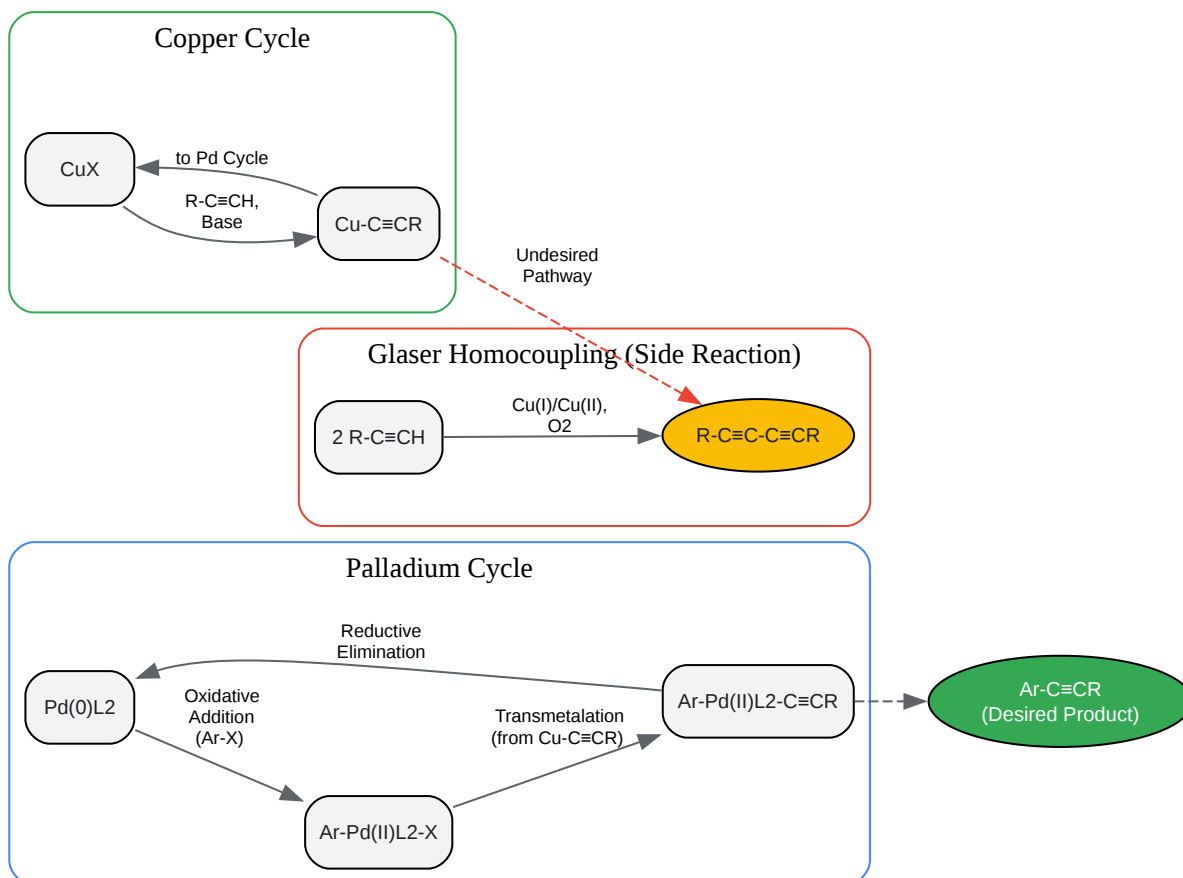 Copper Cycle
CuX
to Pd Cycle
R-C≡CH,
Base
Cu-C≡CR
Undesired
Pathway
Glaser Homocoupling (Side Reaction)
2 R-C≡CH
Cu(I)/Cu(II),
O2
R-C≡C-C≡CR
Palladium Cycle
Reductive
Elimination
Pd(0)L2
Oxidative
Addition
(Ar-X)
Transmetalation
(from Cu-C≡CR)
Ar-Pd(II)L2-C≡CR
Ar-C≡CR
(Desired Product)
Ar-Pd(II)L2-X